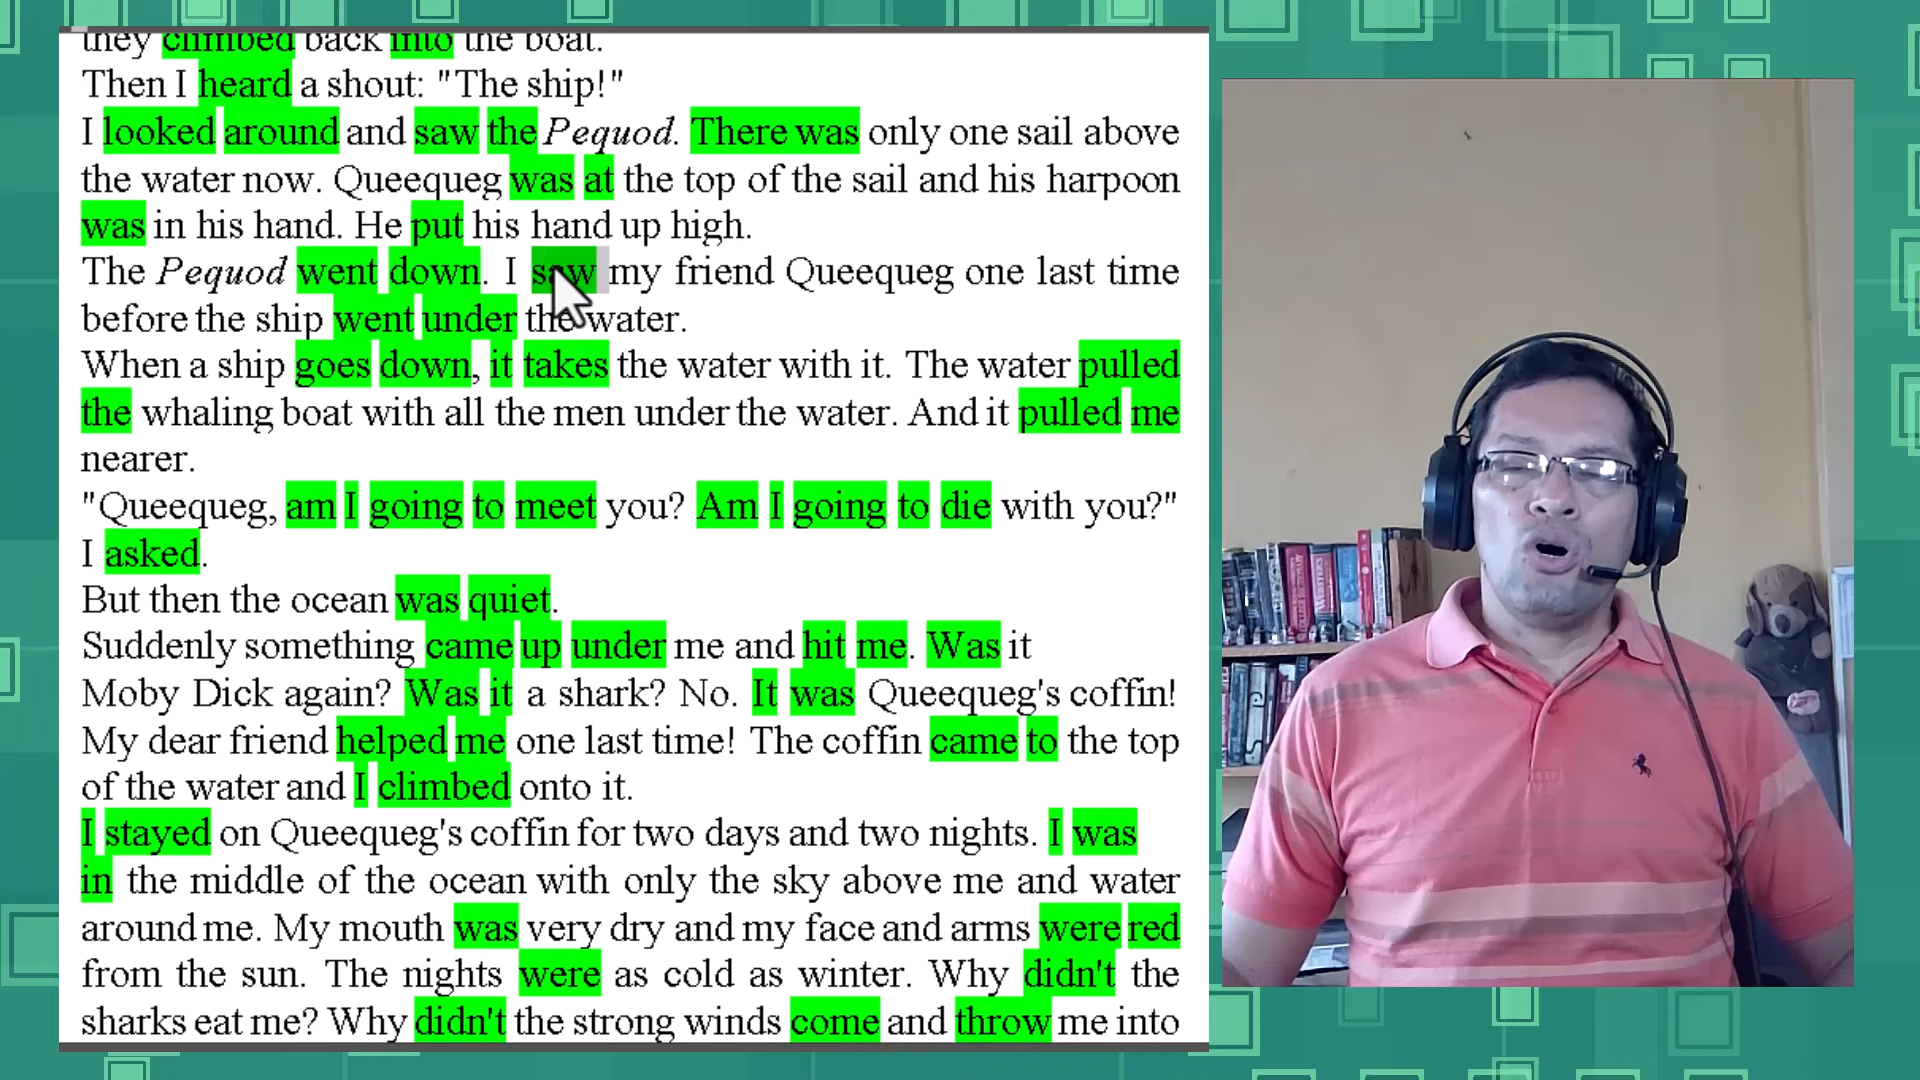 they climbed back into the boat.
Then I heard a shout: "The ship!"
I looked around and saw the Pequod. There was only one sail above
the water now. Queequeg was at the top of the sail and his harpoon
was in his hand. He put his hand up high.
The Pequod went down. I saw my friend Queequeg one last time
before the ship went under the water.
When a ship goes down, it takes the water with it. The water pulled
the whaling boat with all the men under the water. And it pulled me
nearer.
"Queequeg, am I going to meet you? Am I going to die with you?"
I asked.
But then the ocean was quiet.
Suddenly something came up under me and hit me. Was it
Moby Dick again? Was it a shark? No. It was Queequeg's coffin!
My dear friend helped me one last time! The coffin came to the top
of the water and I climbed onto it.
I stayed on Queequeg's coffin for two days and two nights. I was
in the middle of the ocean with only the sky above me and water
around me. My mouth was very dry and my face and arms were red
from the sun. The nights were as cold as winter. Why didn't the
sharks eat me? Why didn't the strong winds come and throw me into